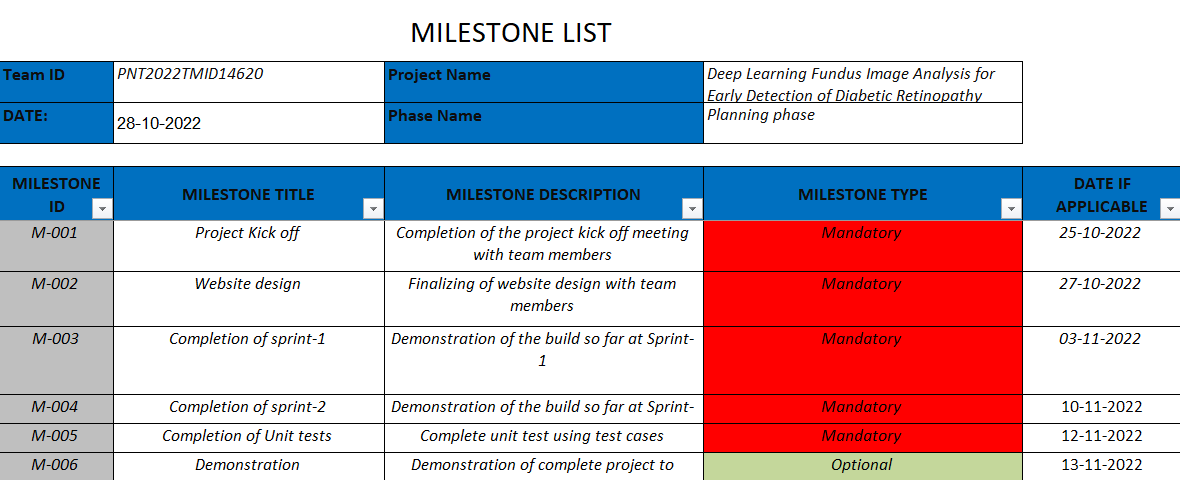 MILESTONE LIST
Team ID PNT2022TMID14620 Project Name Deep Learning Fundus Image Analysis for
Early Detection of Diabetic Retinopathy
DATE: 28-10-2022 Phase Name Planning phase
MILESTONE ID MILESTONE TITLE MILESTONE DESCRIPTION MILESTONE TYPE DATE IF APPLICABLE
M-001 Project Kick off Completion of the project kick off meeting Mandatory 25-10-2022
with team members
M-002 Website design Finalizing of website design with team Mandatory 27-10-2022
members
M-003 Completion of sprint-1 Demonstration of the build so far at Sprint- Mandatory 03-11-2022
1
M-004 Completion of sprint-2 Demonstration of the build so far at Sprint- Mandatory 10-11-2022
M-005 Completion of Unit tests Complete unit test using test cases Mandatory 12-11-2022
M-006 Demonstration Demonstration of complete project to Optional 13-11-2022